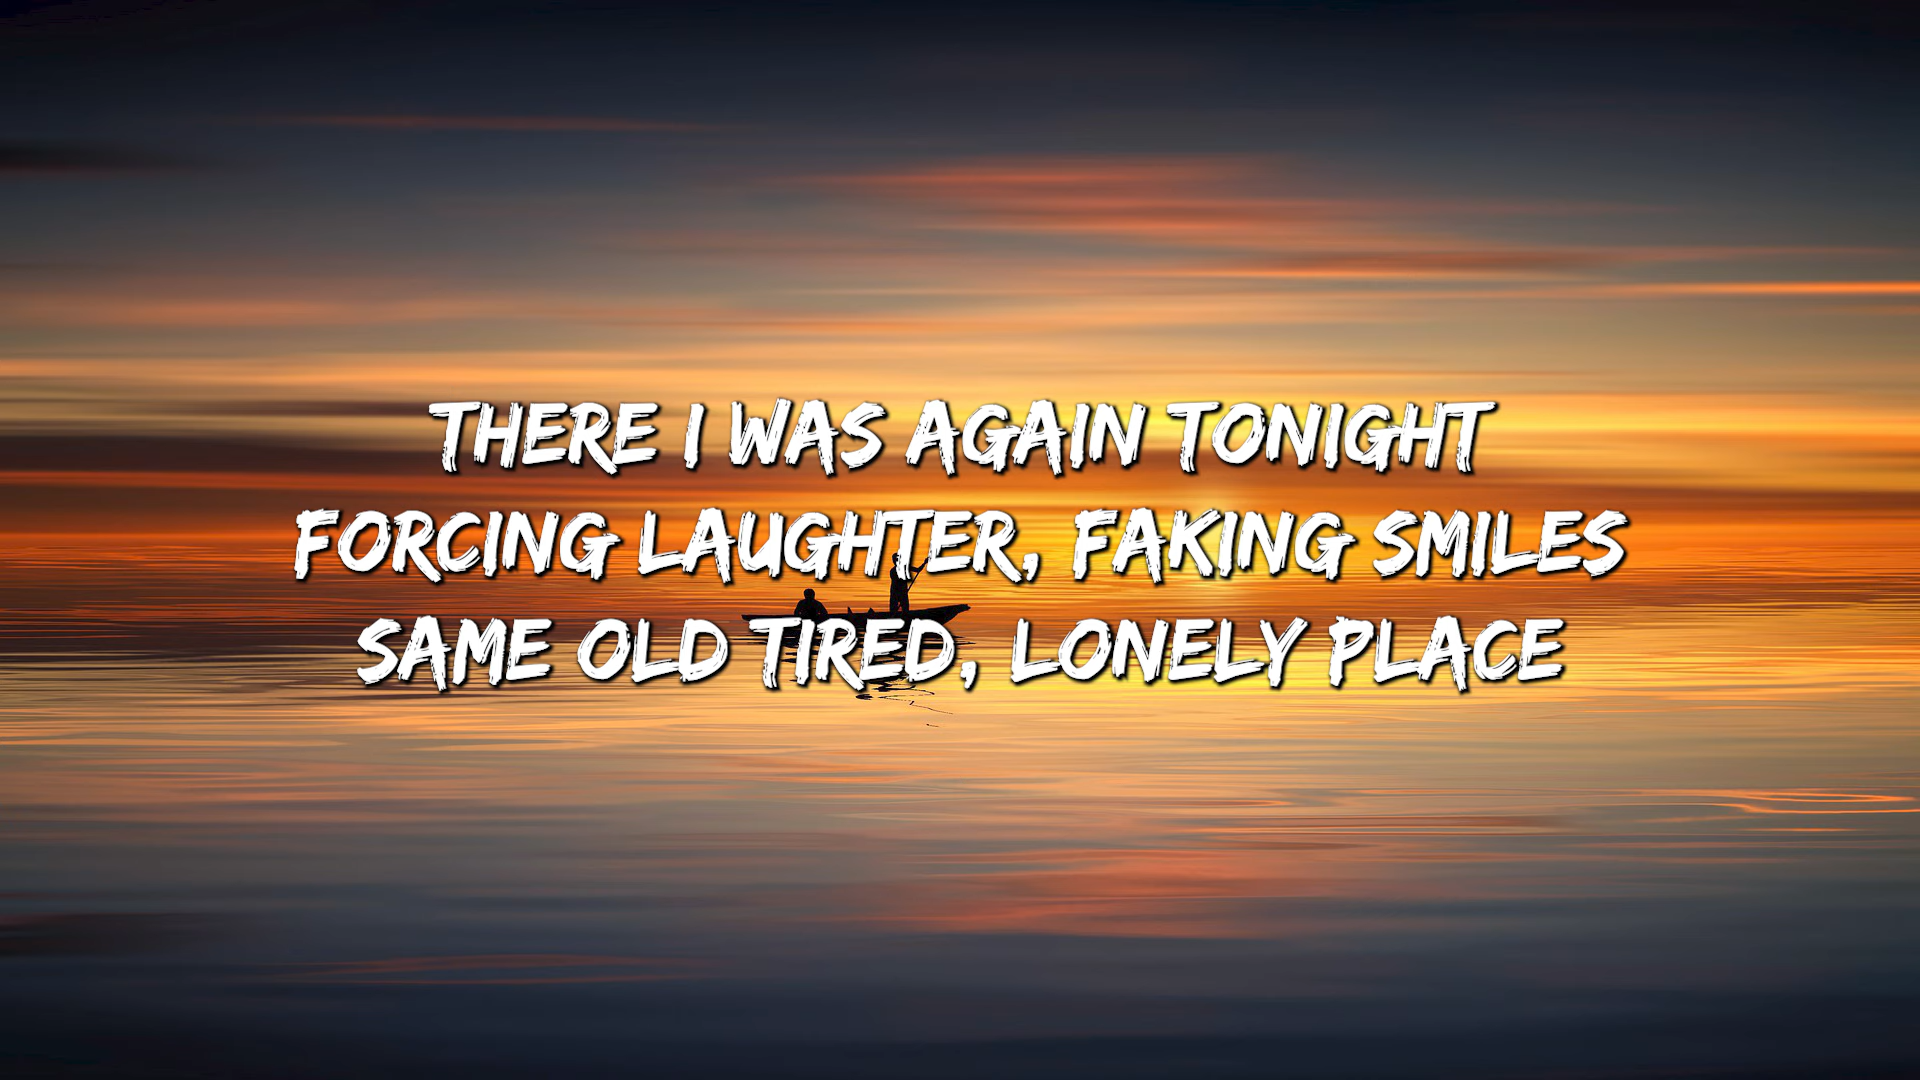 THERE I WAS AGAIN TONIGHT
FORCING LAUGHTER, FAKING SMILES
SAME OLD TIRED, LONELY PLACE